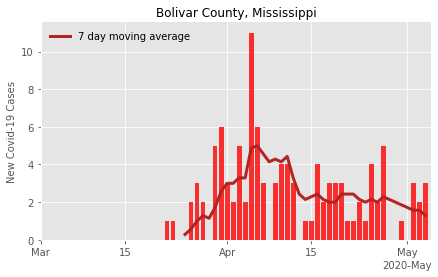 Bolivar County, Mississippi
7 day moving average
New Covid-19 Cases
10
8
6
4
2
0
Mar 15 Apr 15 May
2020-May